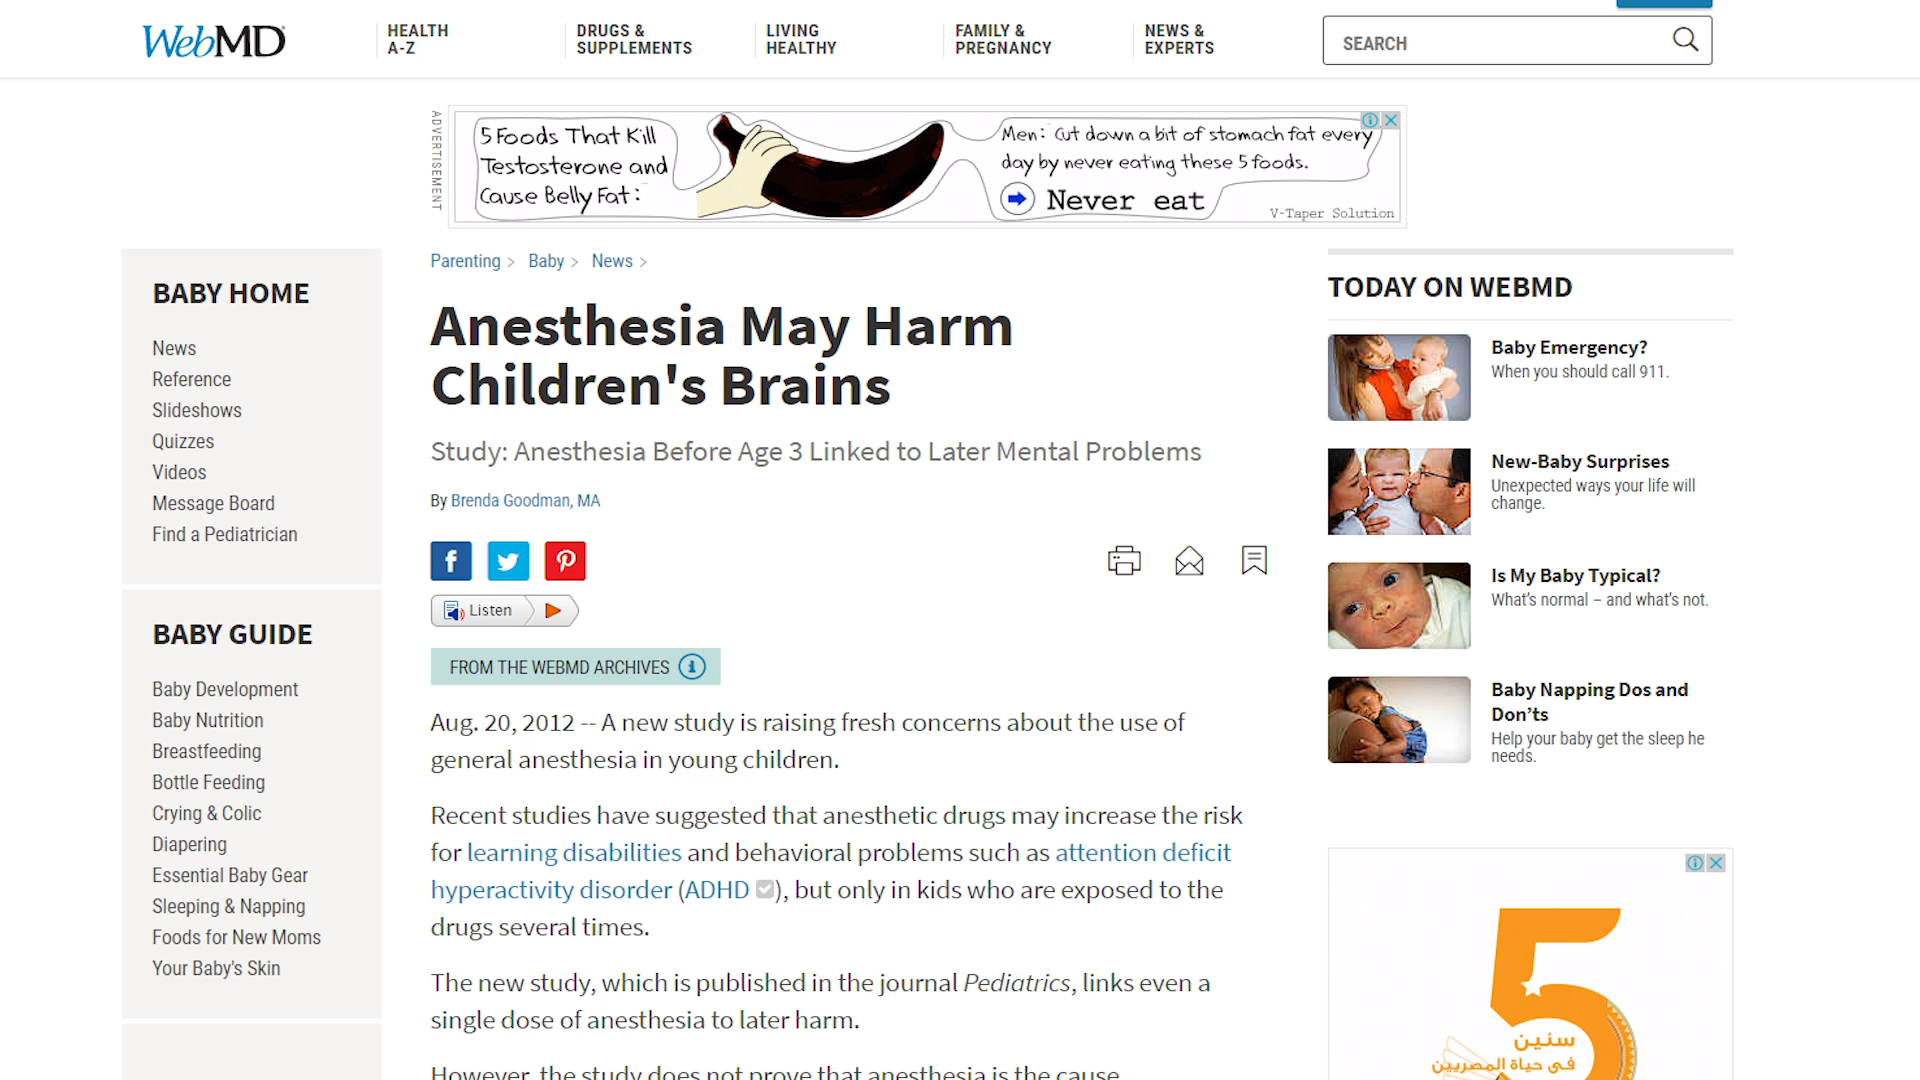 WebMD
HEALTH
A-Z
DRUGS &
SUPPLEMENTS
LIVING
HEALTHY
FAMILY &
PREGNANCY
NEWS &
EXPERTS
SEARCH
ADVERTISEMENT
5 Foods That Kill
Testosterone and
Cause Belly Fat:
Men: Cut down a bit of stomach fat every
day by never eating these 5 foods.
Never eat
V-Taper Solution
BABY HOME
News
Reference
Slideshows
Quizzes
Videos
Message Board
Find a Pediatrician
BABY GUIDE
Baby Development
Baby Nutrition
Breastfeeding
Bottle Feeding
Crying & Colic
Diapering
Essential Baby Gear
Sleeping & Napping
Foods for New Moms
Your Baby's Skin
Parenting > Baby > News >
Anesthesia May Harm
Children's Brains
Study: Anesthesia Before Age 3 Linked to Later Mental Problems
By Brenda Goodman, MA
Listen
FROM THE WEBMD ARCHIVES
Aug. 20, 2012 -- A new study is raising fresh concerns about the use of
general anesthesia in young children.
Recent studies have suggested that anesthetic drugs may increase the risk
for learning disabilities and behavioral problems such as attention deficit
hyperactivity disorder (ADHD), but only in kids who are exposed to the
drugs several times.
The new study, which is published in the journal Pediatrics, links even a
single dose of anesthesia to later harm.
However, the study does not prove that anesthesia is the cause
TODAY ON WEBMD
Baby Emergency?
When you should call 911.
New-Baby Surprises
Unexpected ways your life will
change.
Is My Baby Typical?
What's normal – and what's not.
Baby Napping Dos and
Don'ts
Help your baby get the sleep he
needs.
5
سنين
فى حياة المصريين